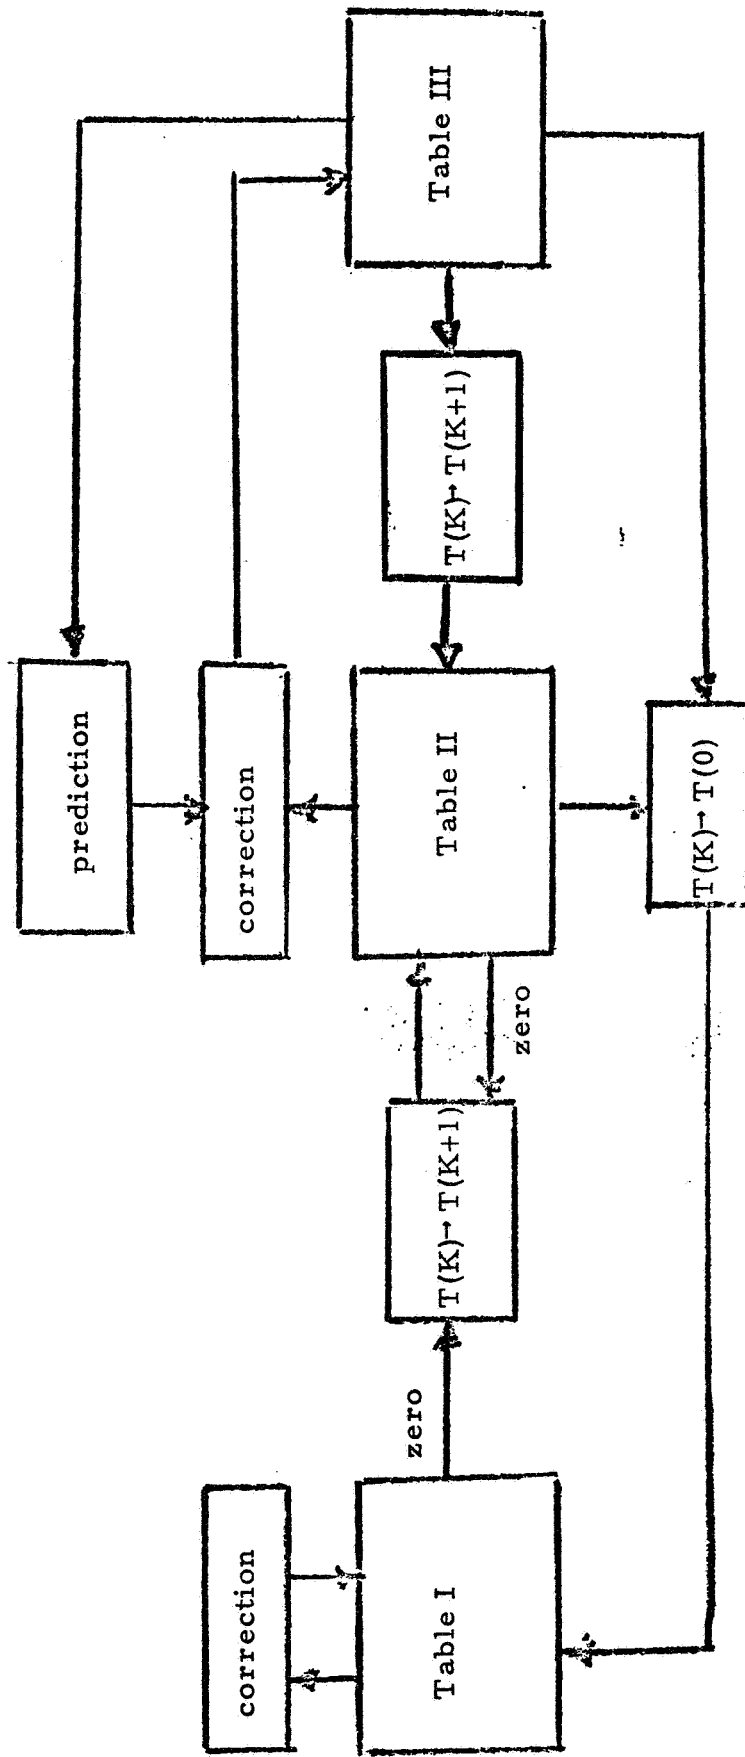 prediction
correction
correction
Table I
zero
T(K)→ T(K+1)
zero
Table II
T(K)→ T(K+1)
Table III
T(K)→ T(0)